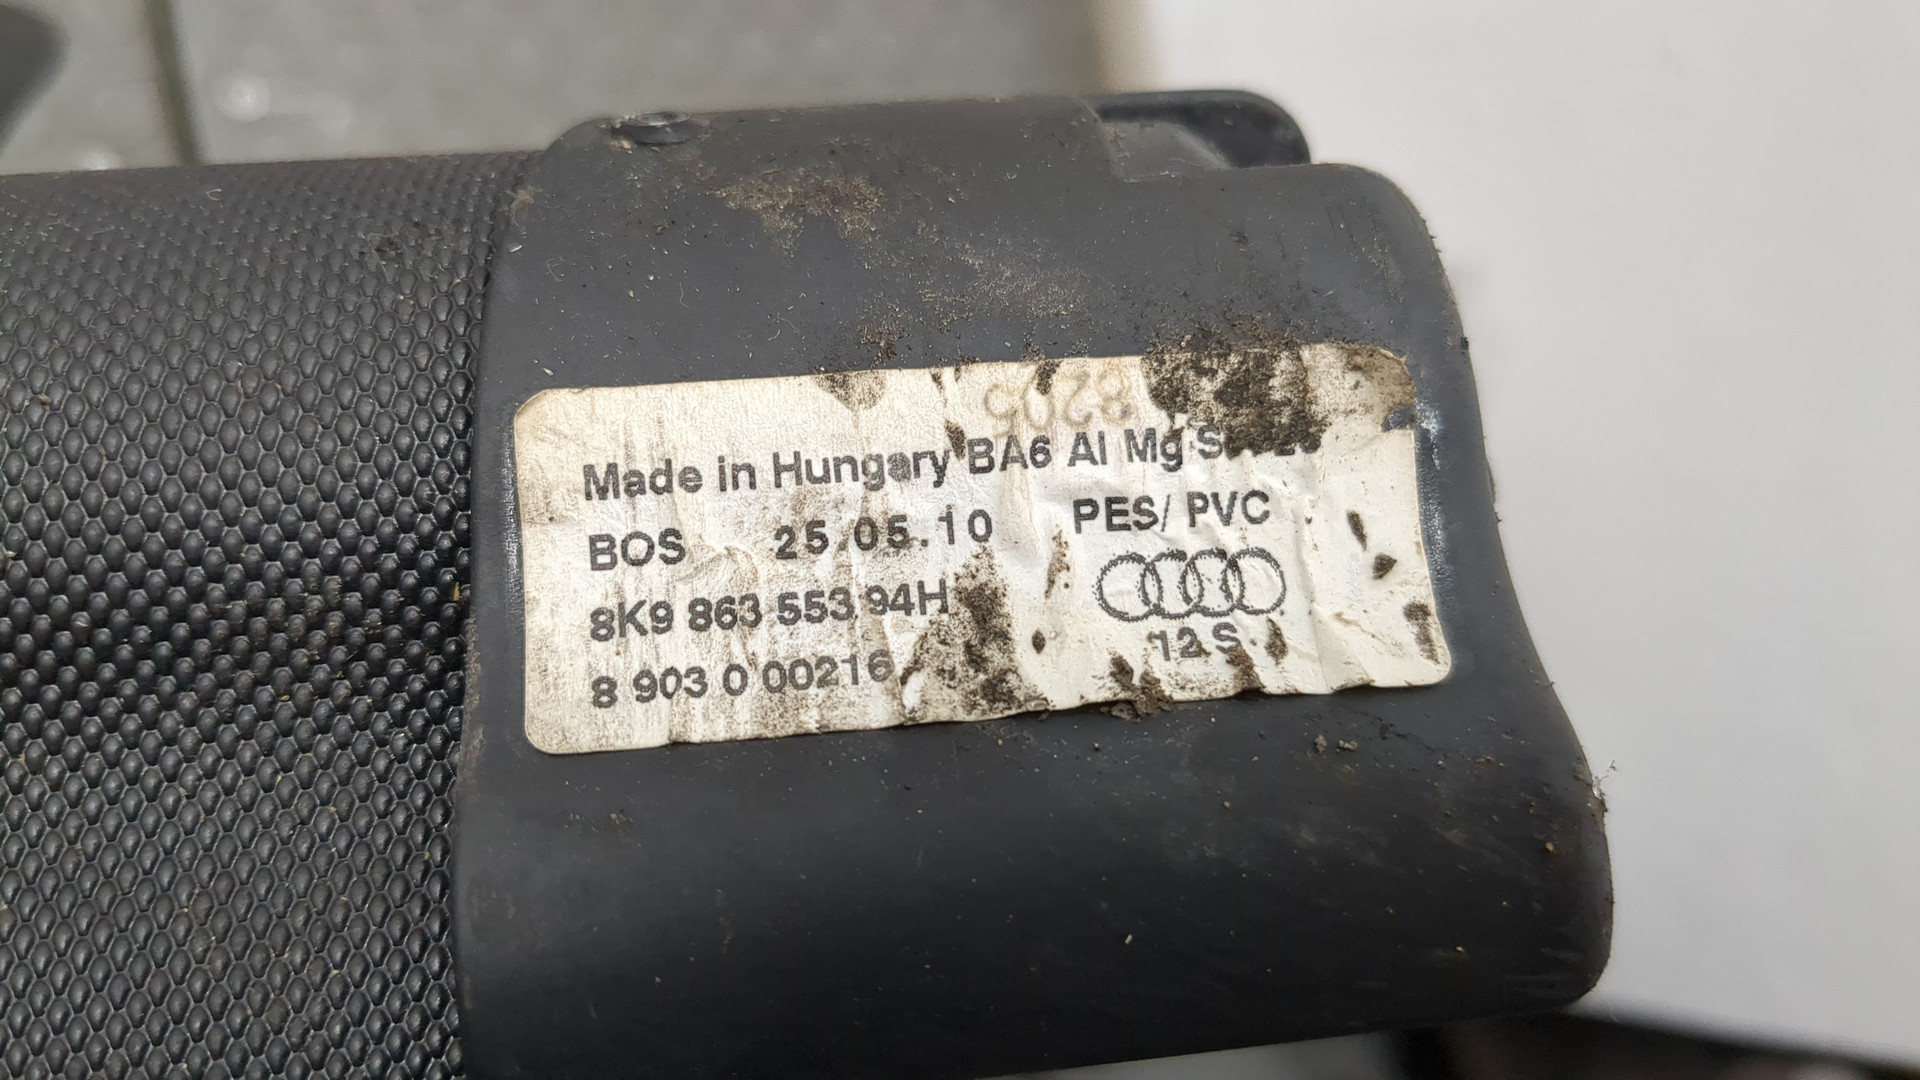 8205
Made in Hungary BA6 Al Mg
BOS 25.05.10 PES/ PVC
8K9 863 553 94H
8 903 0 00216
12 S